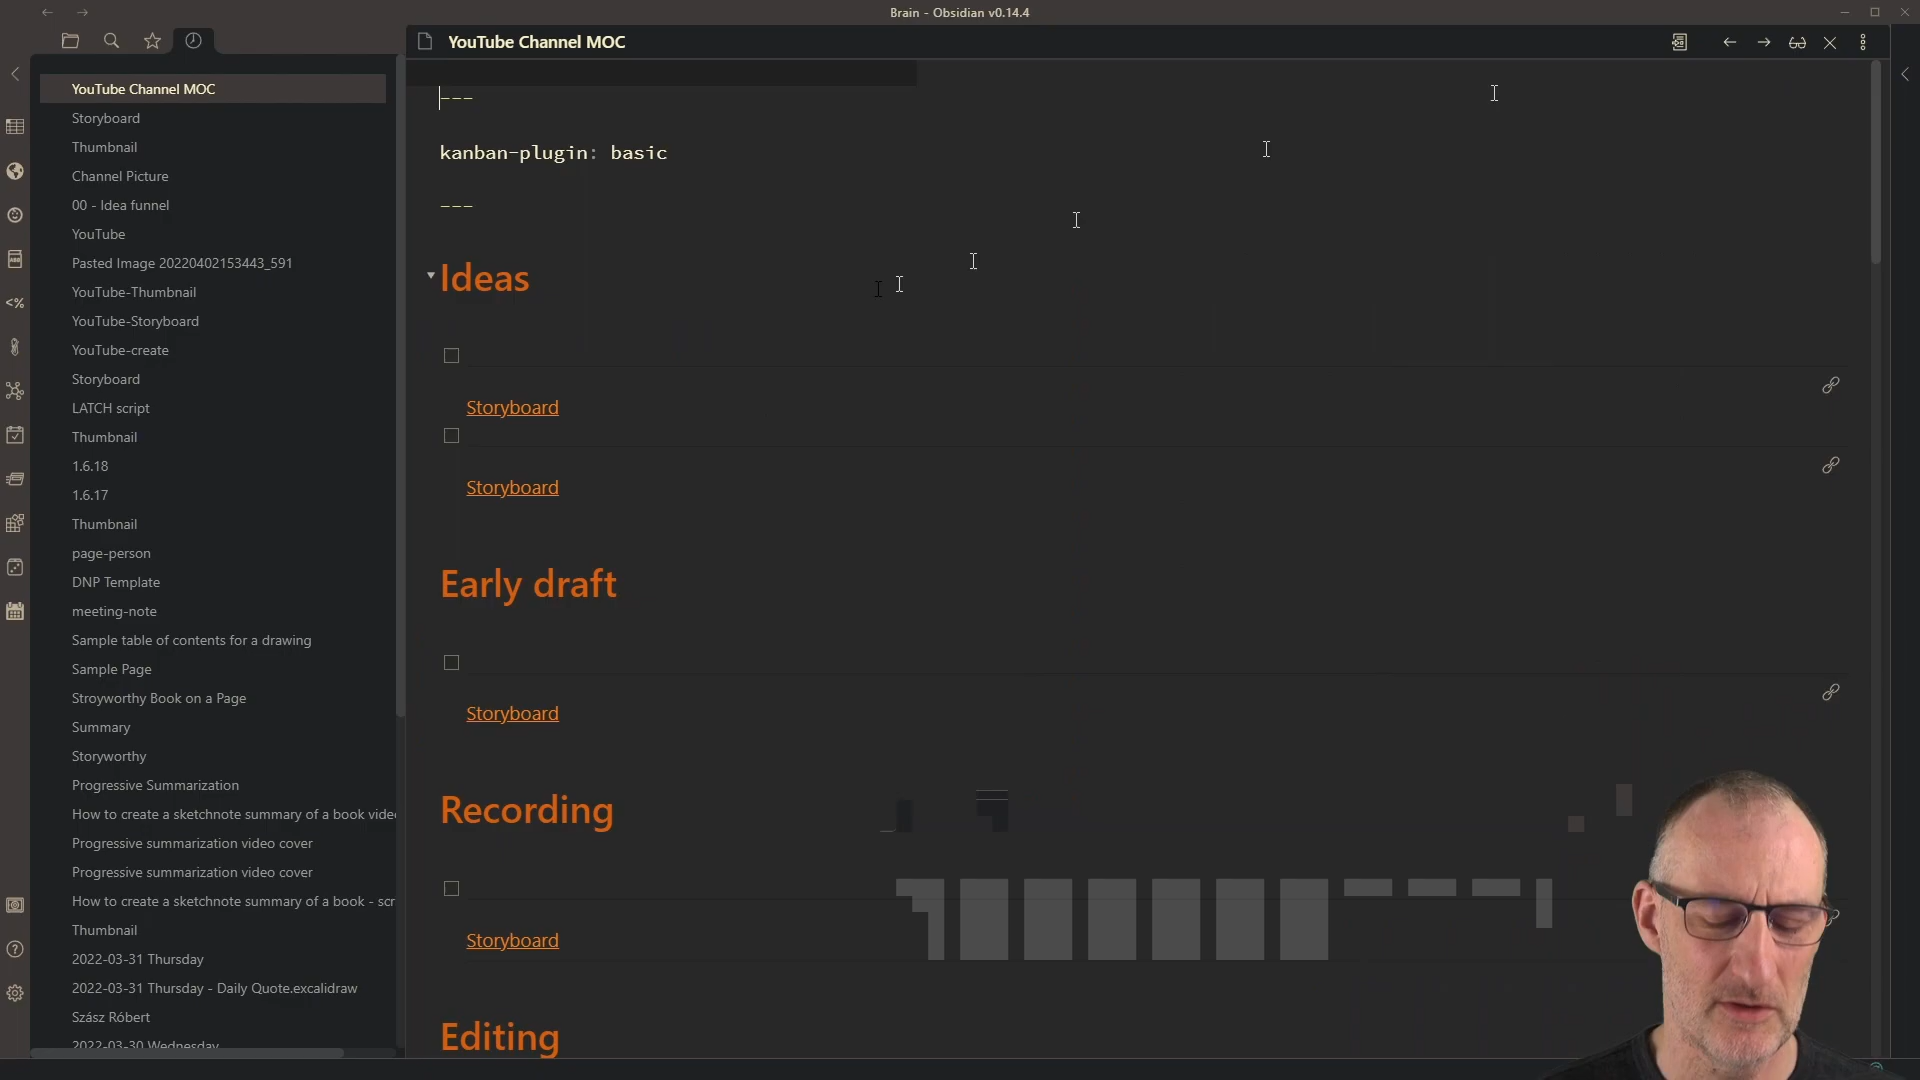 Brain - Obsidian v0.14.4
YouTube Channel MOC
YouTube Channel MOC
Storyboard
Thumbnail
Channel Picture
00 - Idea funnel
YouTube
Pasted Image 20220402153443_591
YouTube-Thumbnail
YouTube-Storyboard
YouTube-create
Storyboard
LATCH script
Thumbnail
1.6.18
1.6.17
Thumbnail
page-person
DNP Template
meeting-note
Sample table of contents for a drawing
Sample Page
Stroyworthy Book on a Page
Summary
Storyworthy
Progressive Summarization
How to create a sketchnote summary of a book vide
Progressive summarization video cover
Progressive summarization video cover
How to create a sketchnote summary of a book - scr
Thumbnail
2022-03-31 Thursday
2022-03-31 Thursday - Daily Quote.excalidraw
Szász Róbert
2022-03-30 Wednesday
---
kanban-plugin: basic
---
Ideas
Storyboard
Storyboard
Early draft
Storyboard
Recording
Storyboard
Editing